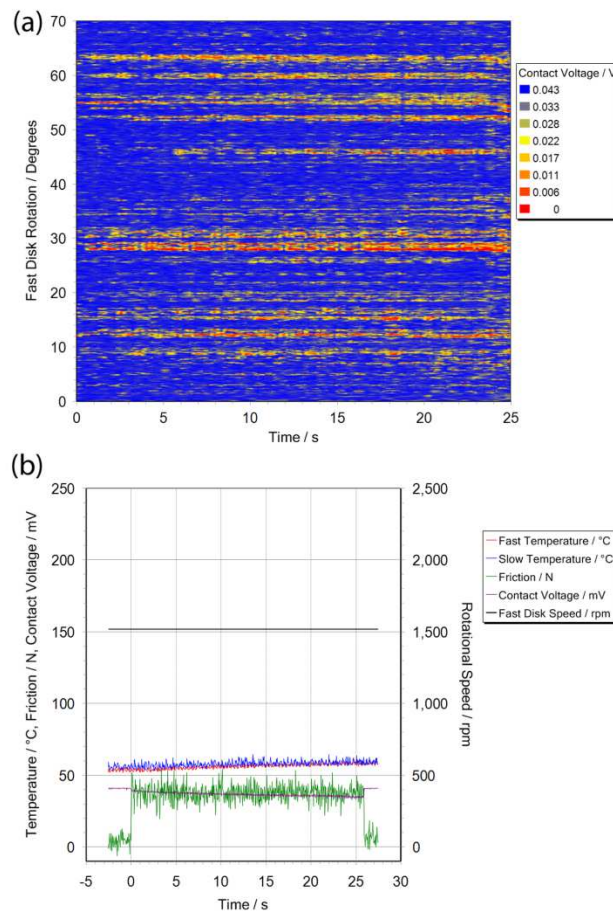 (a)
70
60
50
40
30
20
10
0
Fast Disk Rotation / Degrees
0 5 10 15 20 25
Time / s
Contact Voltage / V
0.043
0.033
0.028
0.022
0.017
0.011
0.006
0
(b)
250
200
150
100
50
0
Temperature / °C, Friction / N, Contact Voltage / mV
2,500
2,000
1,500
1,000
500
0
Rotational Speed / rpm
-5 0 5 10 15 20 25 30
Time / s
Fast Temperature / °C
Slow Temperature / °C
Friction / N
Contact Voltage / mV
Fast Disk Speed / rpm